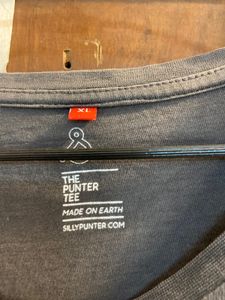 XL
THE
PUNTER
TEE
MADE ON EARTH
SILLYPUNTER.COM